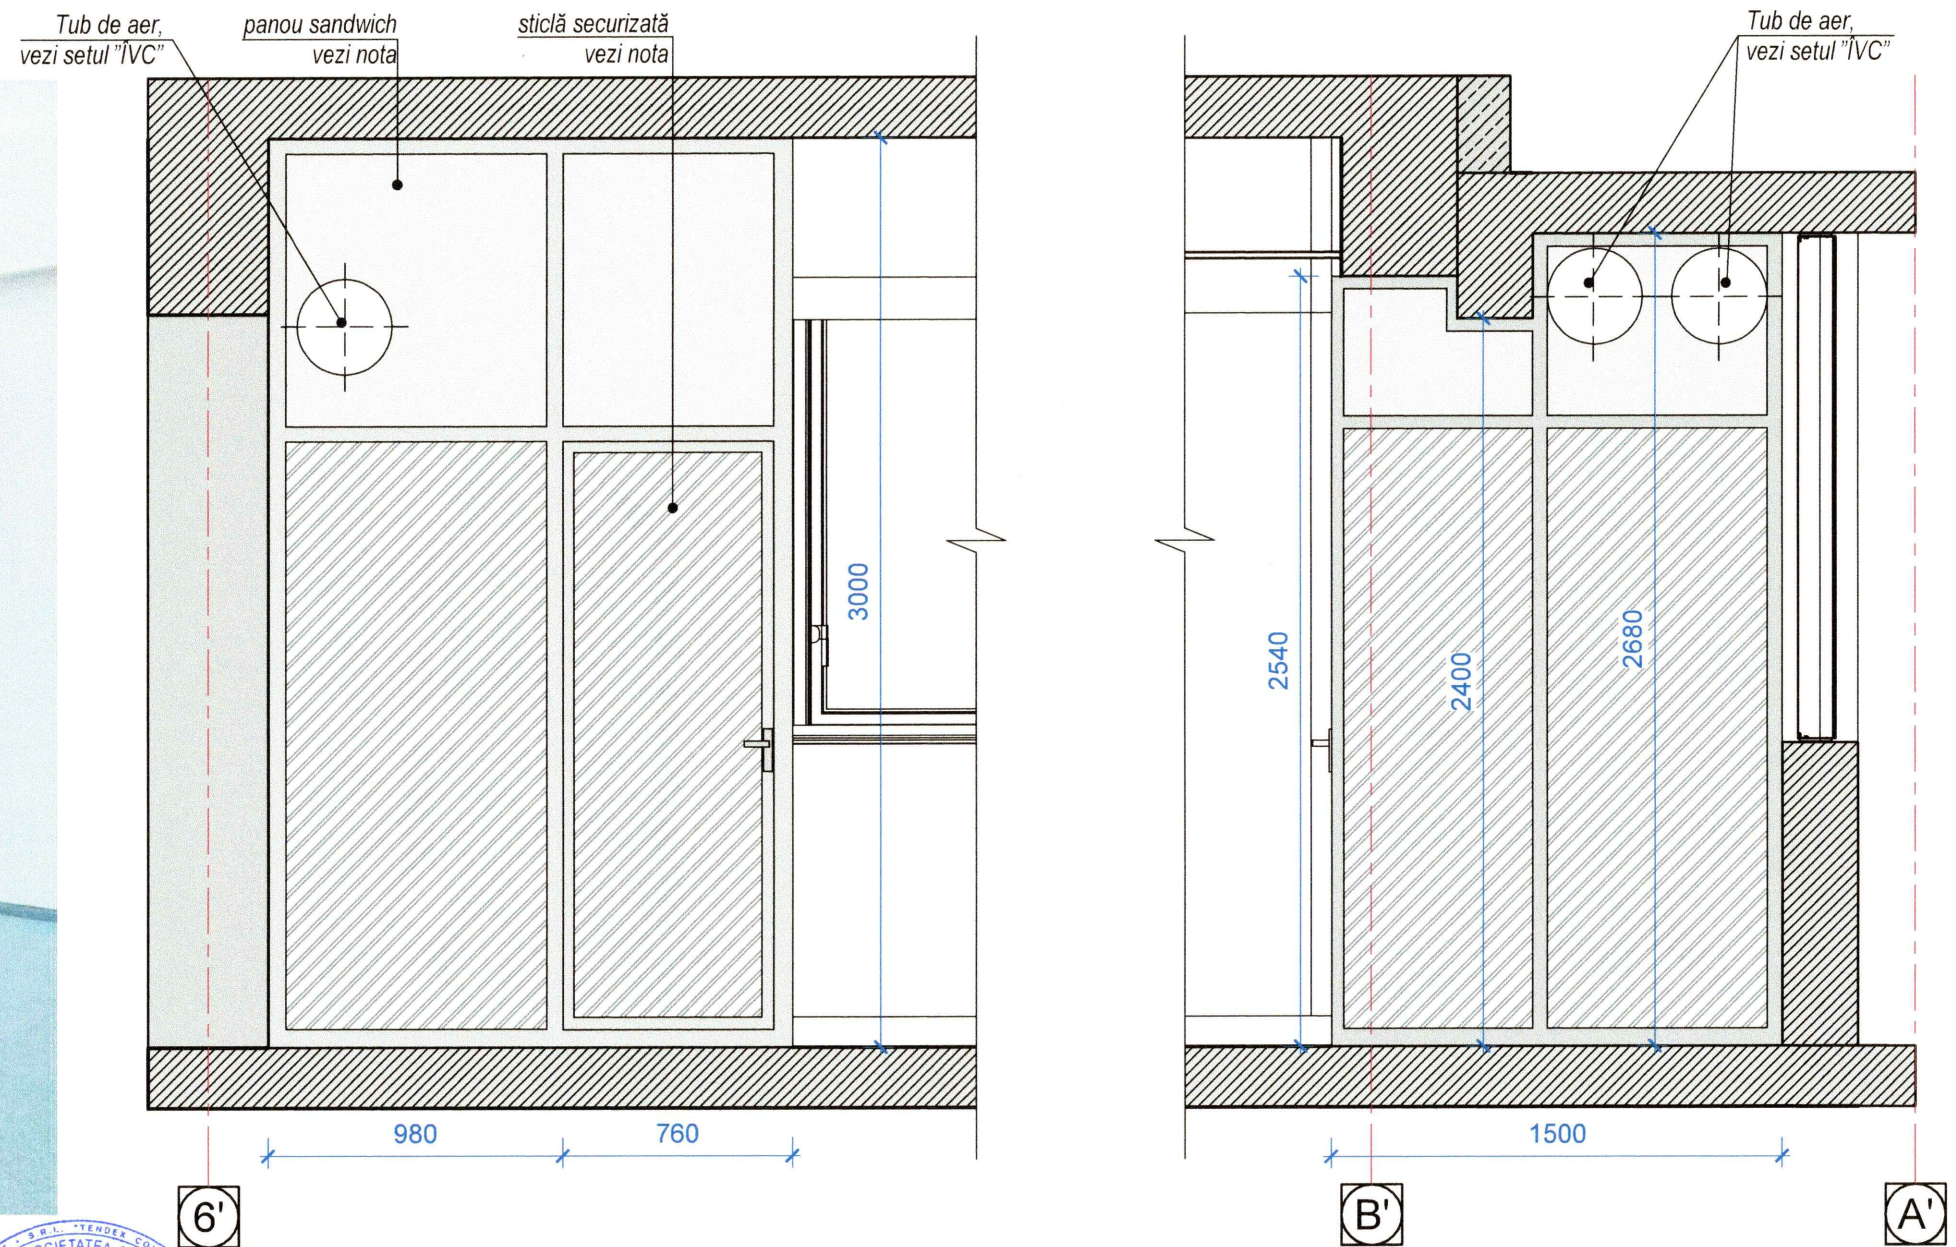 Tub de aer,
vezi setul ”ÎVC”
panou sandwich
vezi nota
sticlă securizată
vezi nota
Tub de aer,
vezi setul ”ÎVC”
3000
2540
2400
2680
980
760
1500
6'
B'
A'
S.R.L. "TENDEX